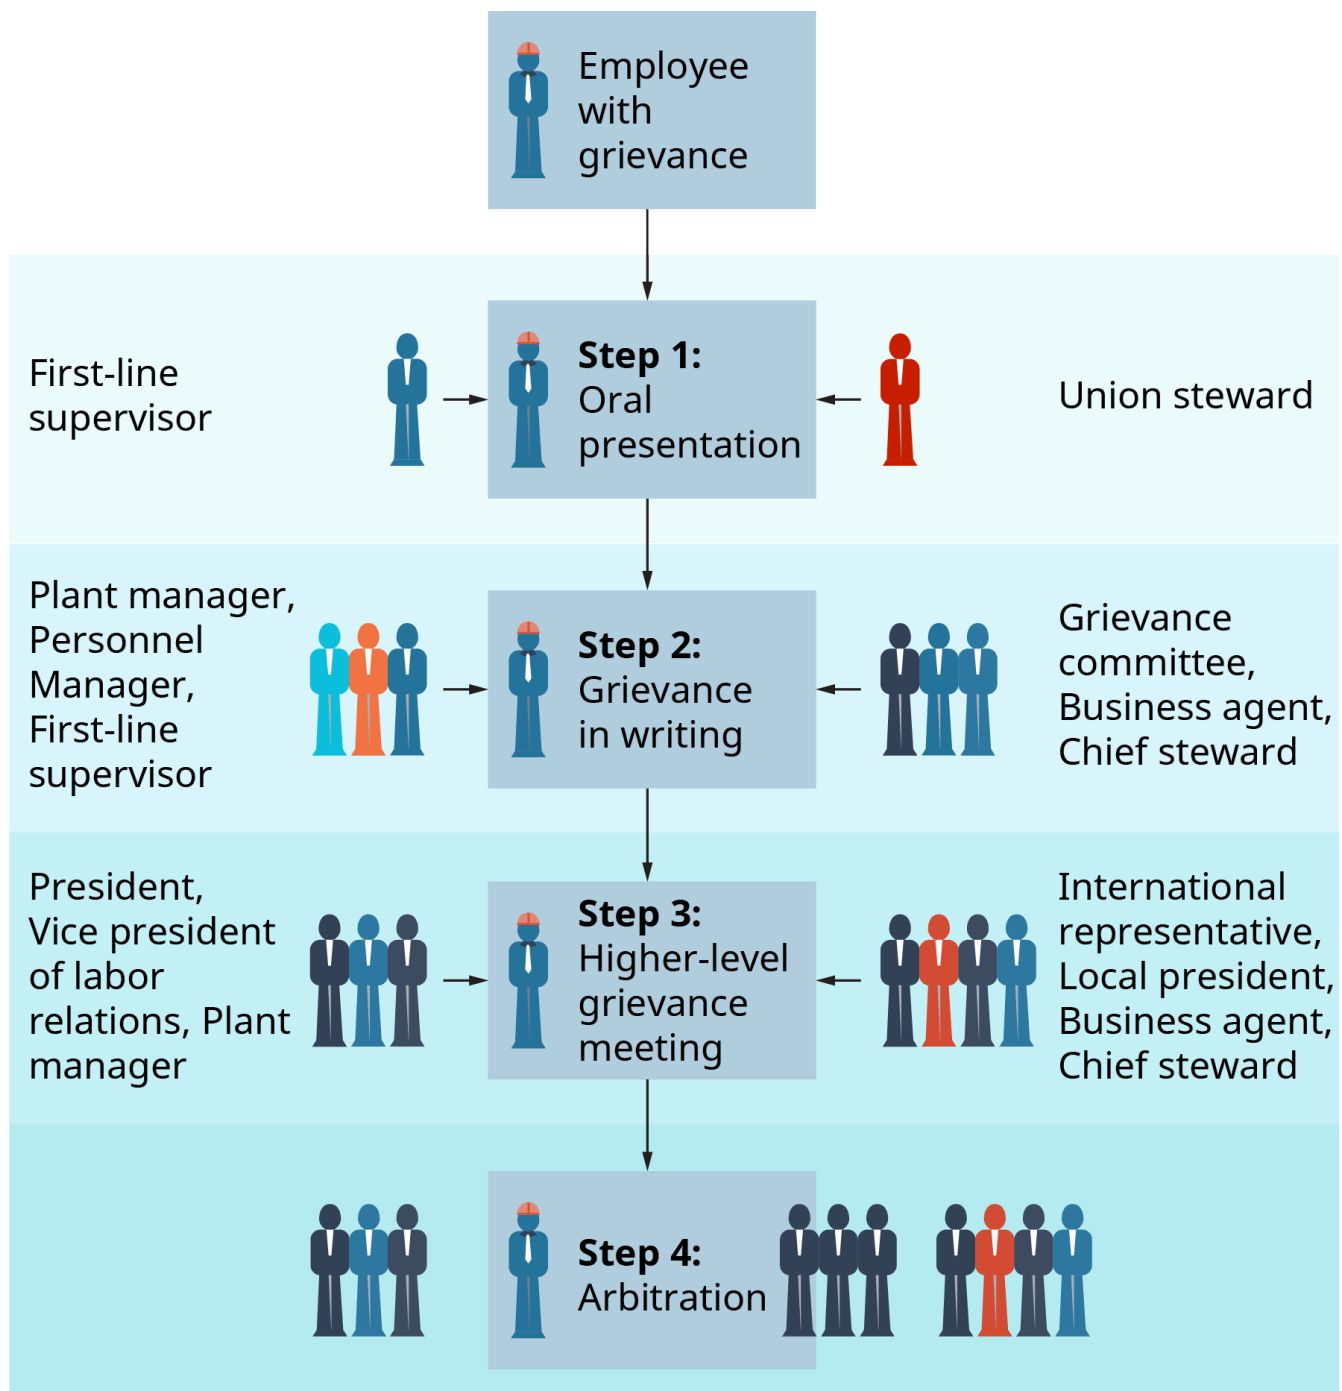 Employee
with
grievance
First-line
supervisor
Step 1:
Oral
presentation
Union steward
Plant manager,
Personnel
Manager,
First-line
supervisor
Step 2:
Grievance
in writing
Grievance
committee,
Business agent,
Chief steward
President,
Vice president
of labor
relations, Plant
manager
Step 3:
Higher-level
grievance
meeting
International
representative,
Local president,
Business agent,
Chief steward
Step 4:
Arbitration